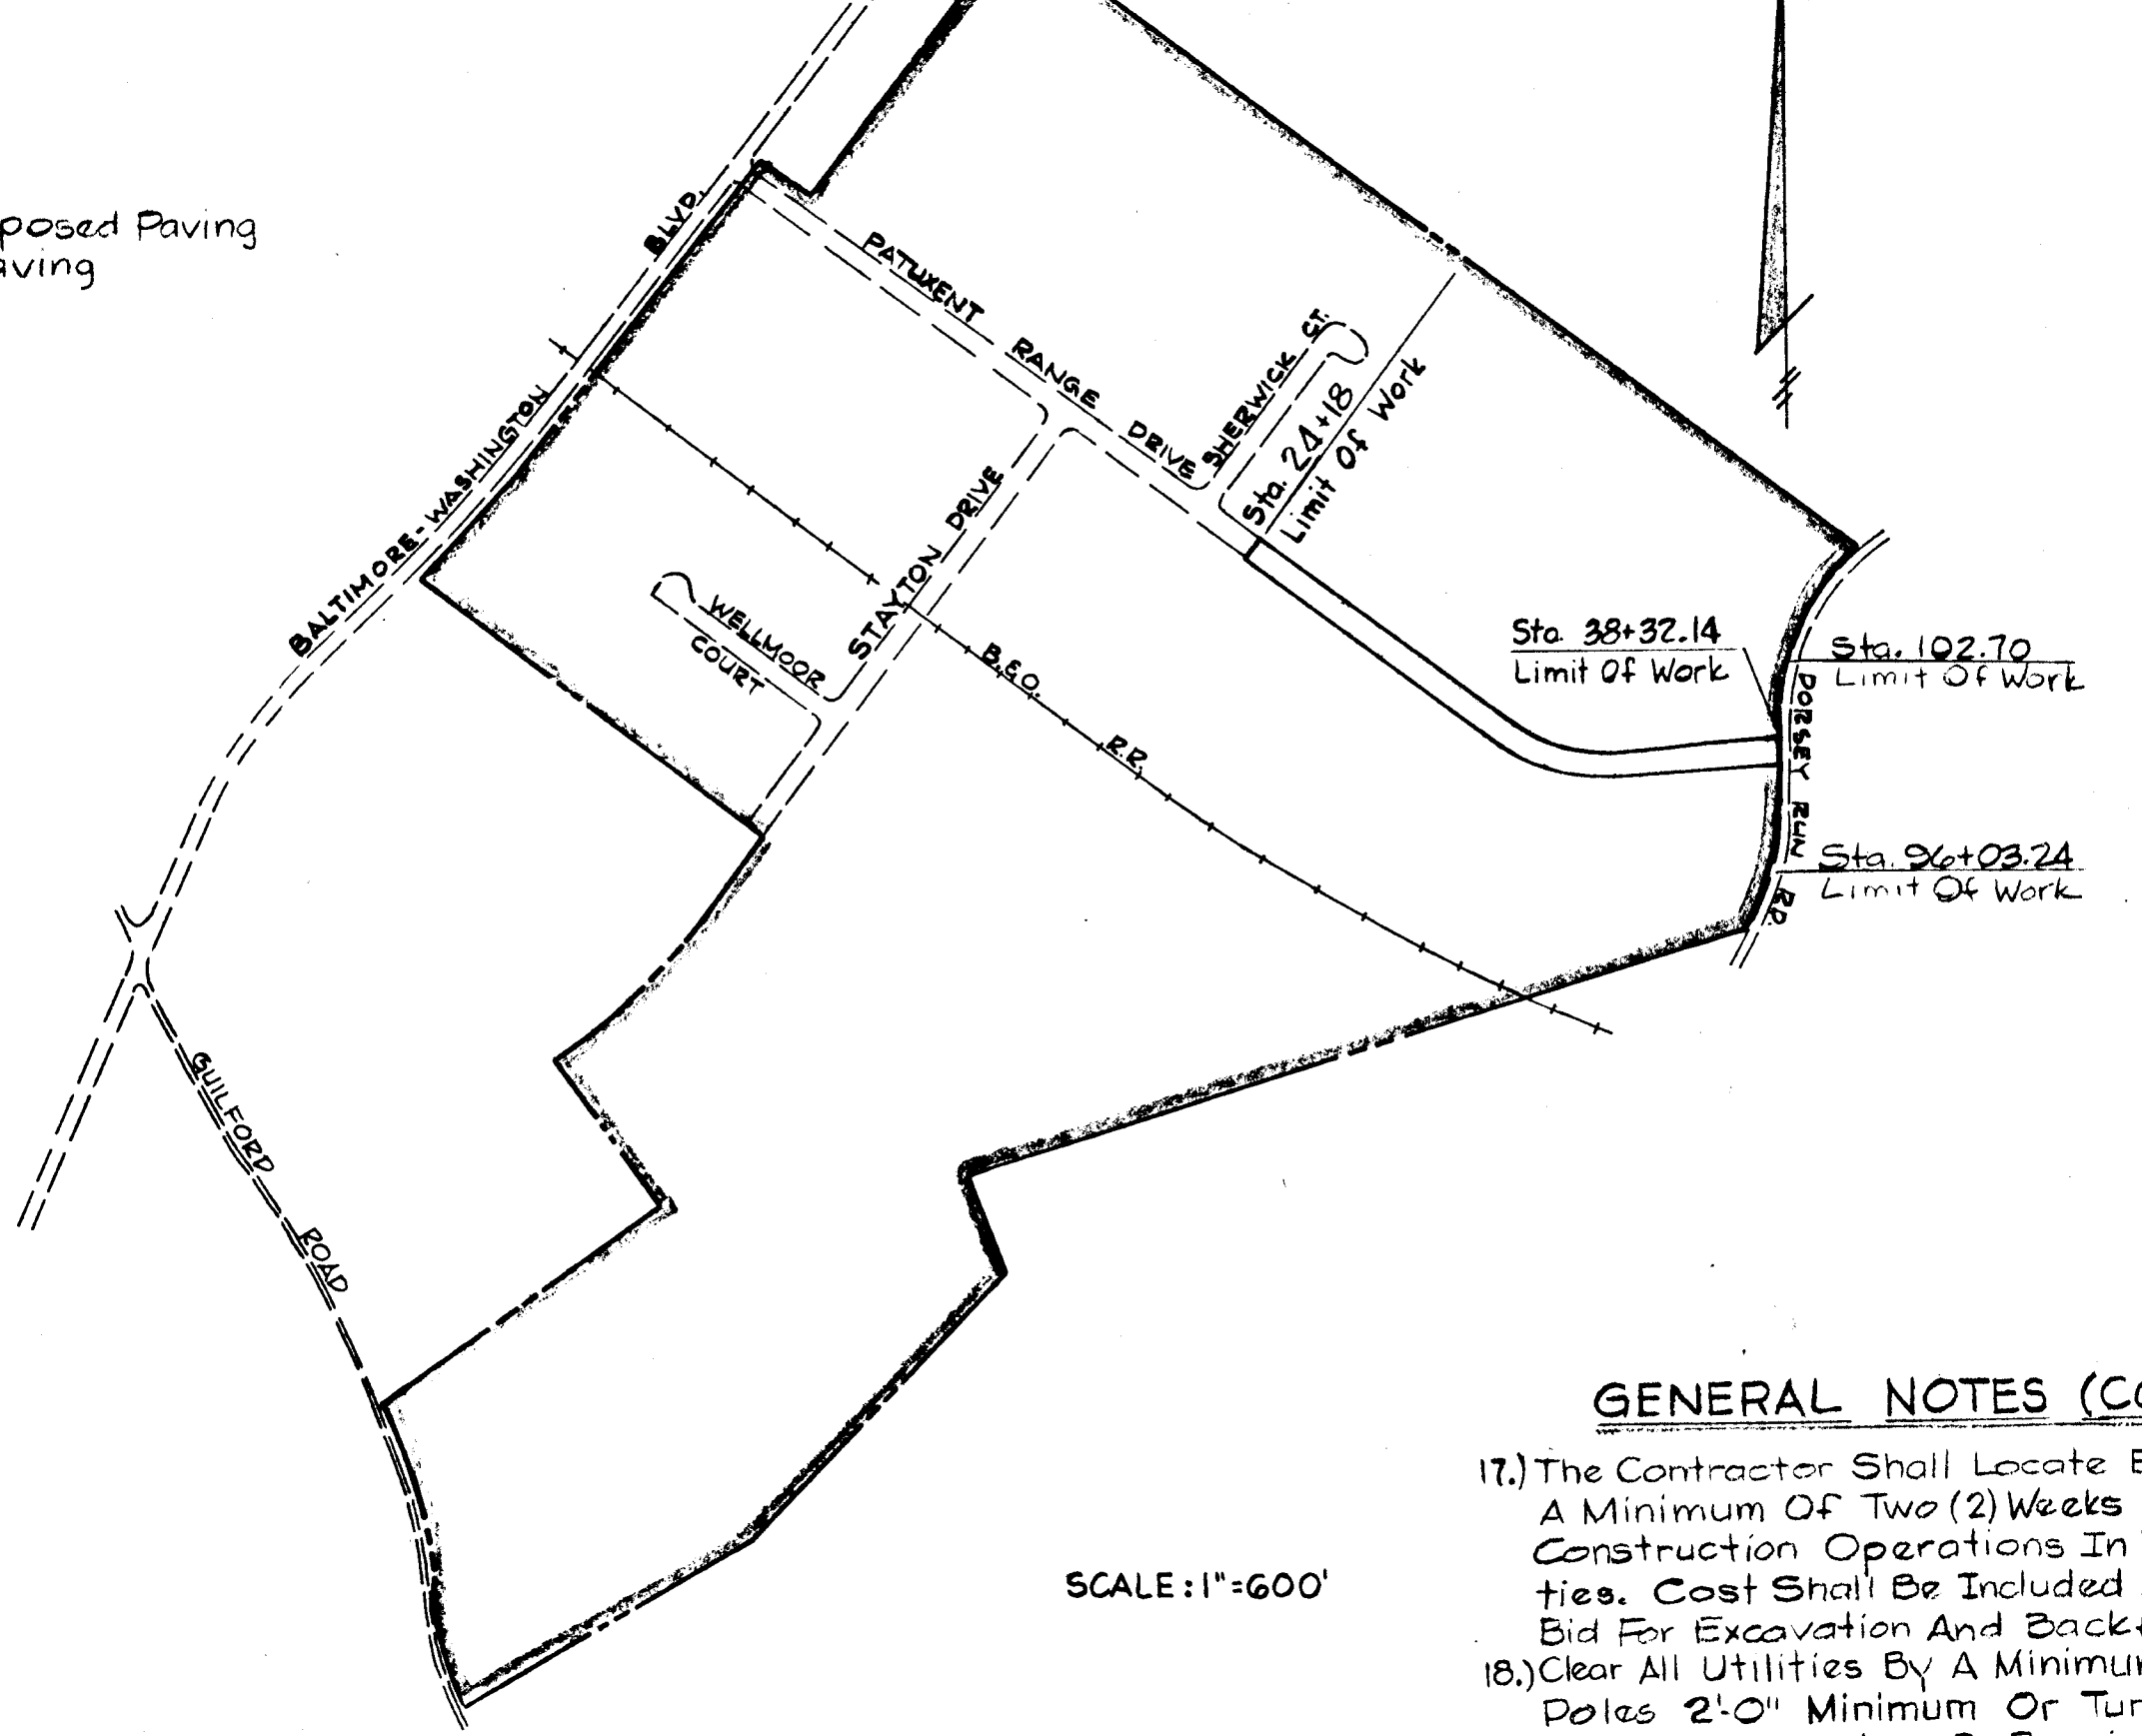 posed Paving
aving
BLVD.
PATUXENT RANGE DRIVE
SHERWICK CT.
Sta. 24+18
Limit Of Work
BALTIMORE-WASHINGTON
STAYTON DRIVE
WELLMOOR
COURT
B.&O. R.R.
Sta. 38+32.14
Limit Of Work
Sta. 102.70
Limit Of Work
DORSEY RUN RD.
Sta. 96+03.24
Limit Of Work
GUILFORD ROAD
SCALE: 1"=600'
GENERAL NOTES (CO
17.) The Contractor Shall Locate E
A Minimum Of Two (2) Weeks
Construction Operations In
ties. Cost Shall Be Included
Bid For Excavation And Backf
18.) Clear All Utilities By A Minimu
Poles 2'-0" Minimum Or Tun